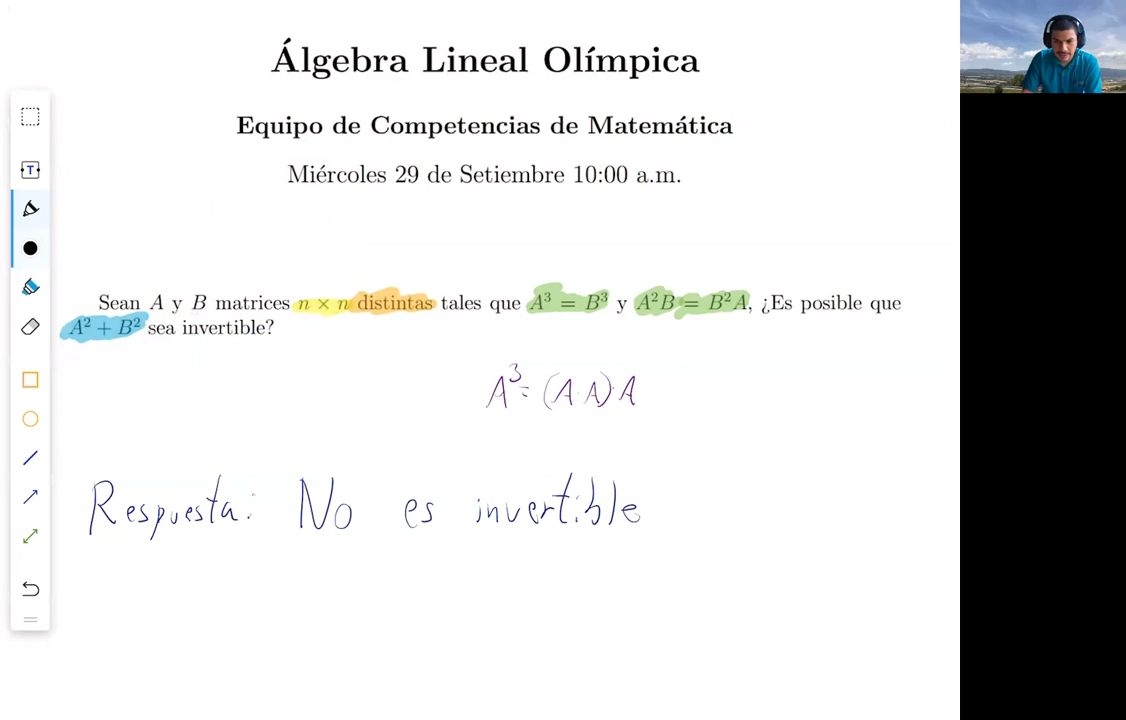 Álgebra Lineal Olímpica
Equipo de Competencias de Matemática
Miércoles 29 de Setiembre 10:00 a.m.
Sean A y B matrices n × n distintas tales que A³ = B³ y A²B = B²A, ¿Es posible que
A² + B² sea invertible?
A³ = (A·A)·A
Respuesta: No es invertible